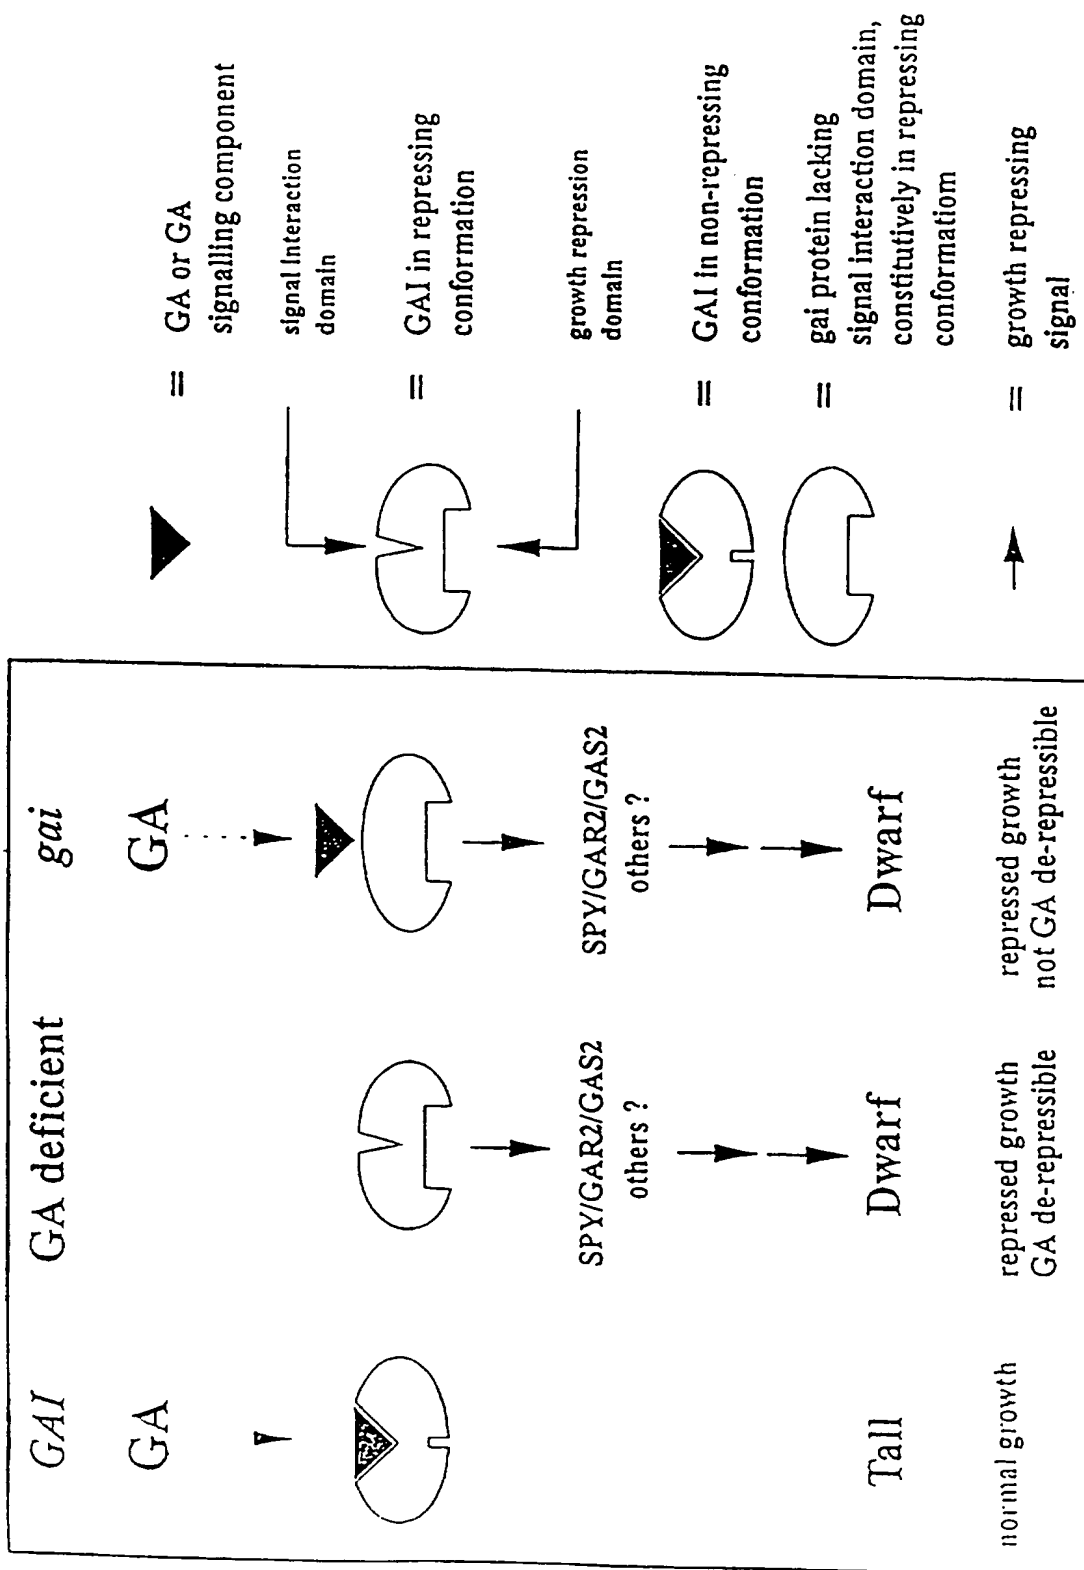 GAI
GA deficient
gai
GA
GA
SPY/GAR2/GAS2
others ?
SPY/GAR2/GAS2
others ?
Tall
Dwarf
Dwarf
normal growth
repressed growth
GA de-repressible
repressed growth
not GA de-repressible
= GA or GA
signalling component
signal Interaction
domain
= GAI in repressing
conformation
growth repression
domain
= GAI in non-repressing
conformation
= gai protein lacking
signal interaction domain,
constitutively in repressing
conformatiom
= growth repressing
signal